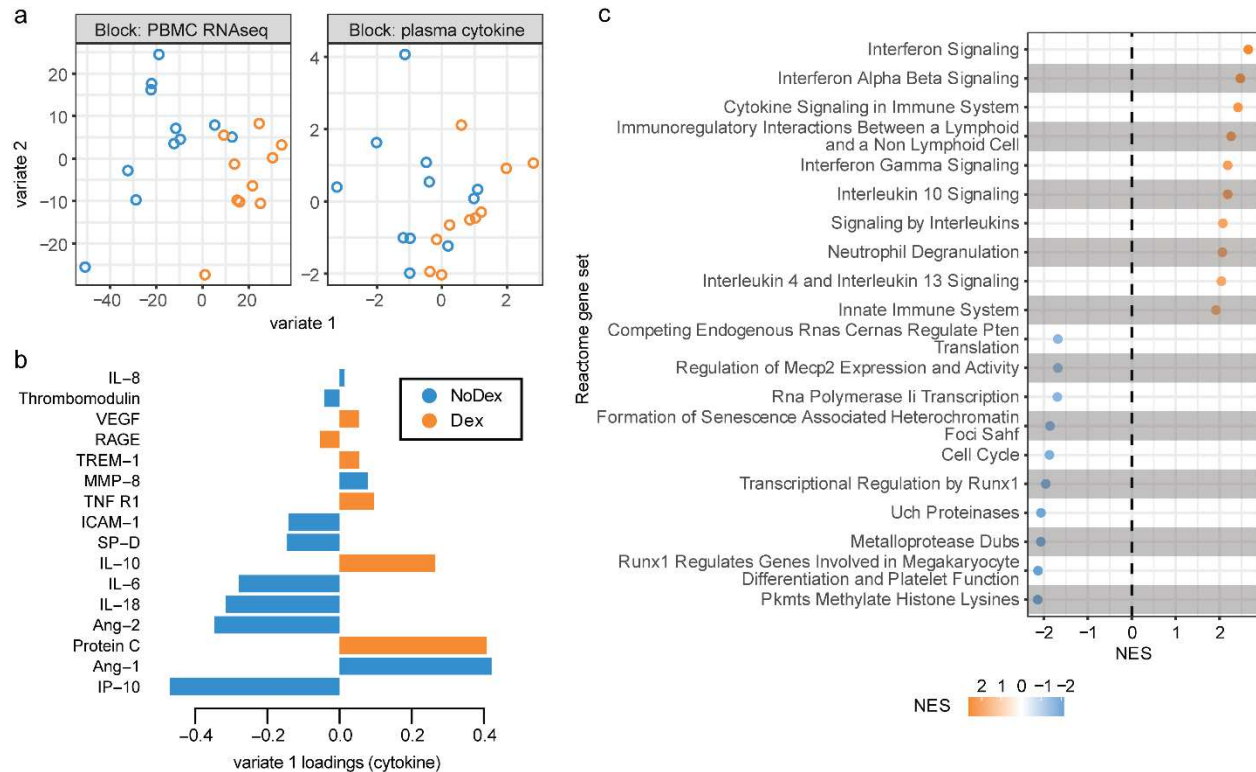 a
Block: PBMC RNAseq
Block: plasma cytokine
variate 2
20
10
0
−10
−20
4
2
0
−2
−40
−20
0
20
−2
0
2
variate 1
b
IL−8
Thrombomodulin
VEGF
RAGE
TREM−1
MMP−8
TNF R1
ICAM−1
SP−D
IL−10
IL−6
IL−18
Ang−2
Protein C
Ang−1
IP−10
NoDex
Dex
−0.4
−0.2
0.0
0.2
0.4
variate 1 loadings (cytokine)
c
Reactome gene set
Interferon Signaling
Interferon Alpha Beta Signaling
Cytokine Signaling in Immune System
Immunoregulatory Interactions Between a Lymphoid
and a Non Lymphoid Cell
Interferon Gamma Signaling
Interleukin 10 Signaling
Signaling by Interleukins
Neutrophil Degranulation
Interleukin 4 and Interleukin 13 Signaling
Innate Immune System
Competing Endogenous Rnas Cernas Regulate Pten
Translation
Regulation of Mecp2 Expression and Activity
Rna Polymerase Ii Transcription
Formation of Senescence Associated Heterochromatin
Foci Sahf
Cell Cycle
Transcriptional Regulation by Runx1
Uch Proteinases
Metalloprotease Dubs
Runx1 Regulates Genes Involved in Megakaryocyte
Differentiation and Platelet Function
Pkmts Methylate Histone Lysines
−2
−1
0
1
2
NES
NES
2 1 0 −1 −2